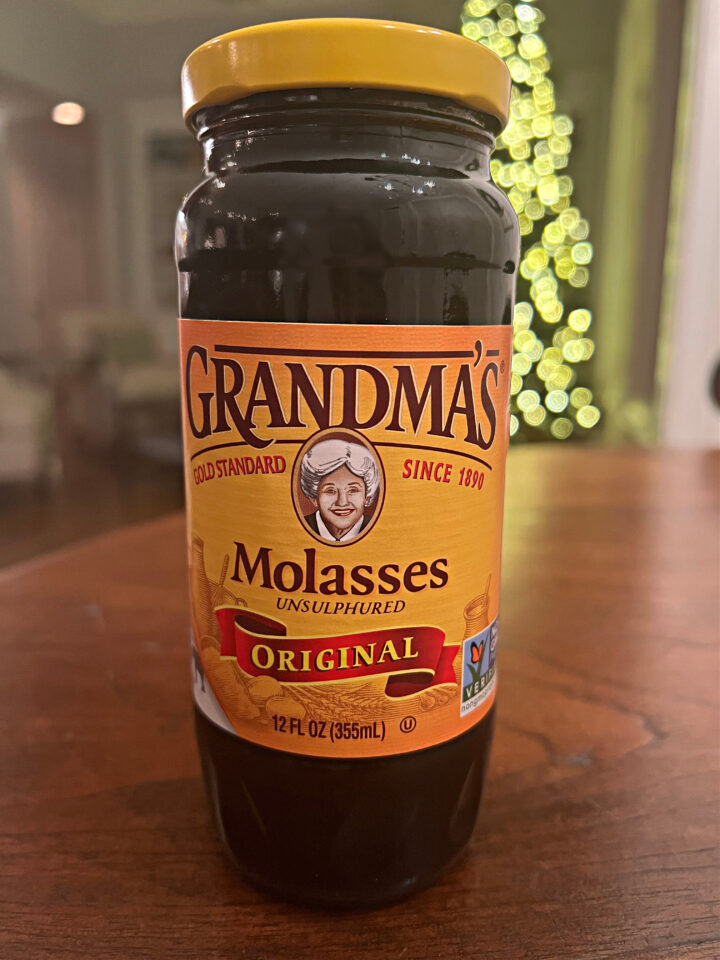 GRANDMA'S®
GOLD STANDARD SINCE 1890
Molasses
UNSULPHURED
ORIGINAL
12 FL OZ (355mL) Ⓤ